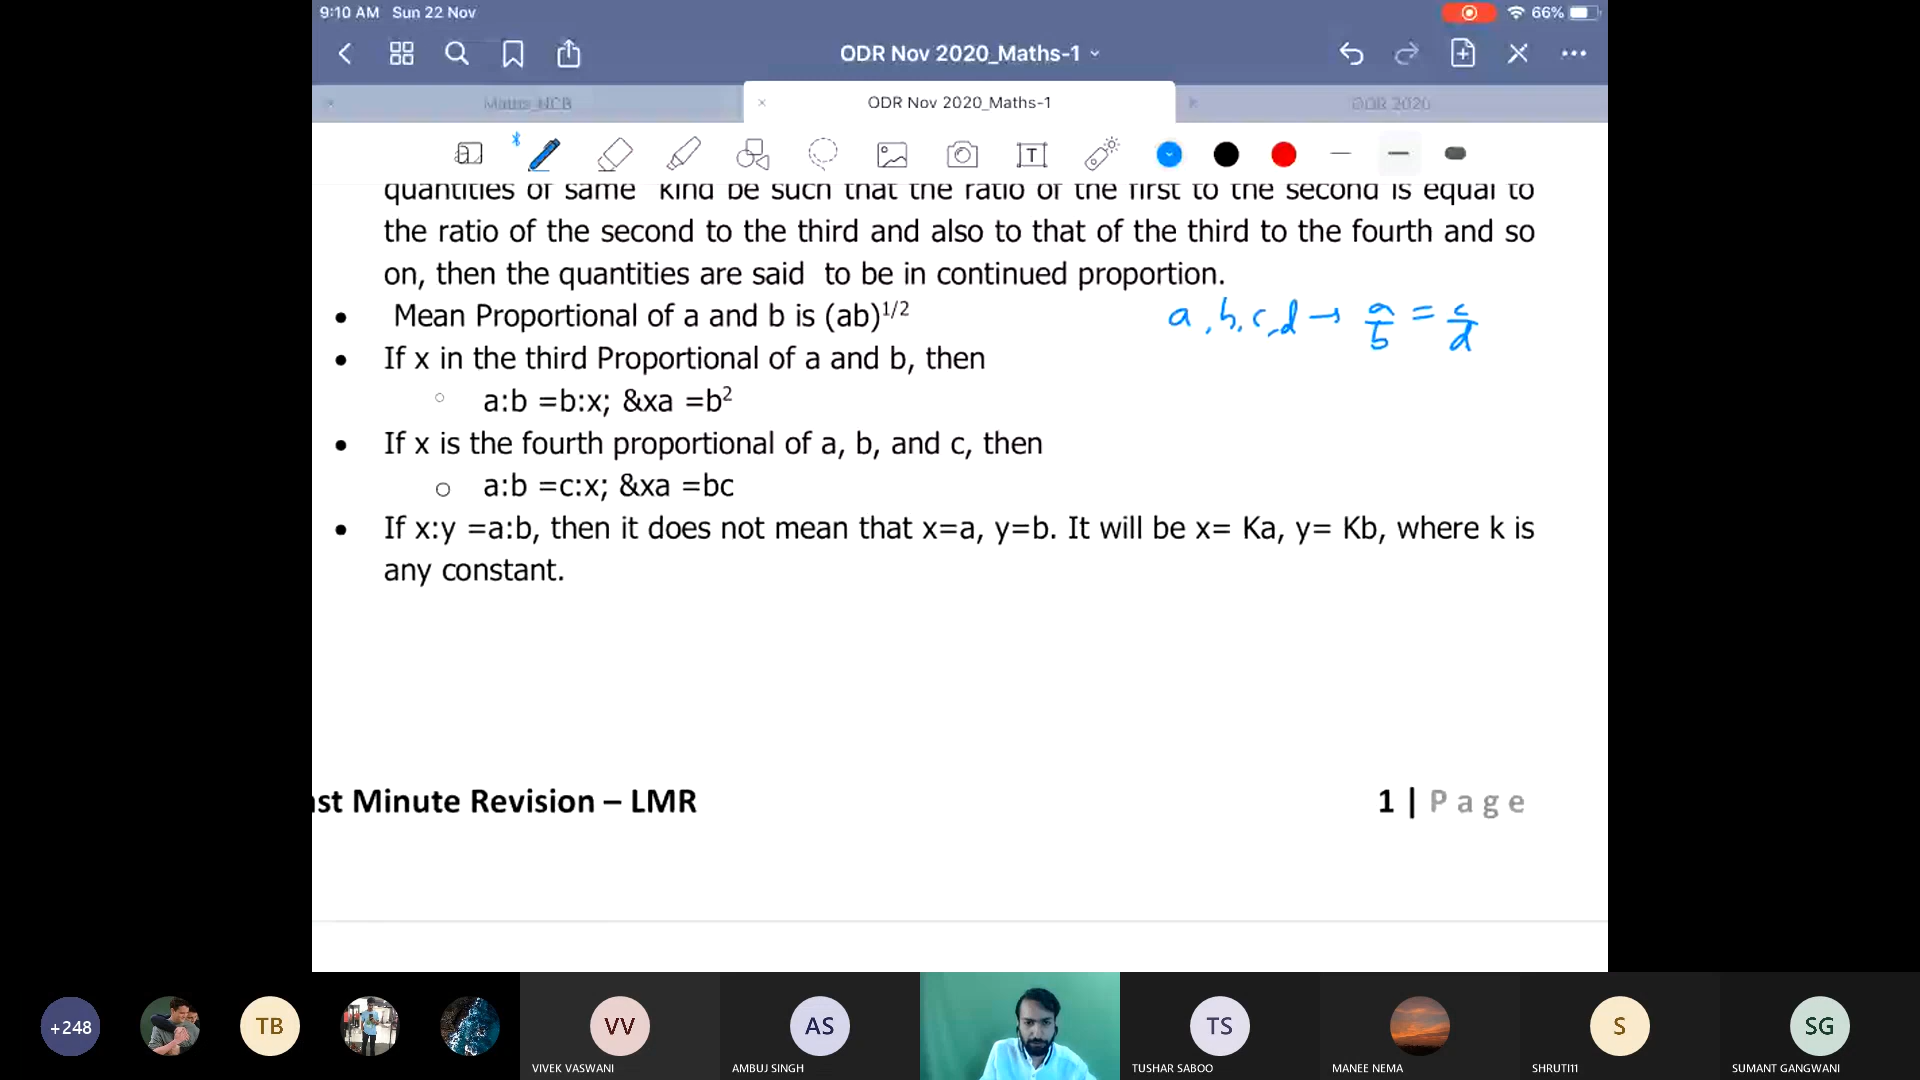 9:10 AM Sun 22 Nov
66%
ODR Nov 2020_Maths-1
Maths_NCB
ODR Nov 2020_Maths-1
ODR 2020
quantities of same kind be such that the ratio of the first to the second is equal to
the ratio of the second to the third and also to that of the third to the fourth and so
on, then the quantities are said to be in continued proportion.
• Mean Proportional of a and b is (ab)^1/2
a, b, c, d → a/b = c/d
• If x in the third Proportional of a and b, then
○ a:b =b:x; &xa =b²
• If x is the fourth proportional of a, b, and c, then
○ a:b =c:x; &xa =bc
• If x:y =a:b, then it does not mean that x=a, y=b. It will be x= Ka, y= Kb, where k is
any constant.
ast Minute Revision – LMR
1 | Page
+248
TB
VV
AS
TS
S
SG
VIVEK VASWANI
AMBUJ SINGH
TUSHAR SABOO
MANEE NEMA
SHRUTI11
SUMANT GANGWANI